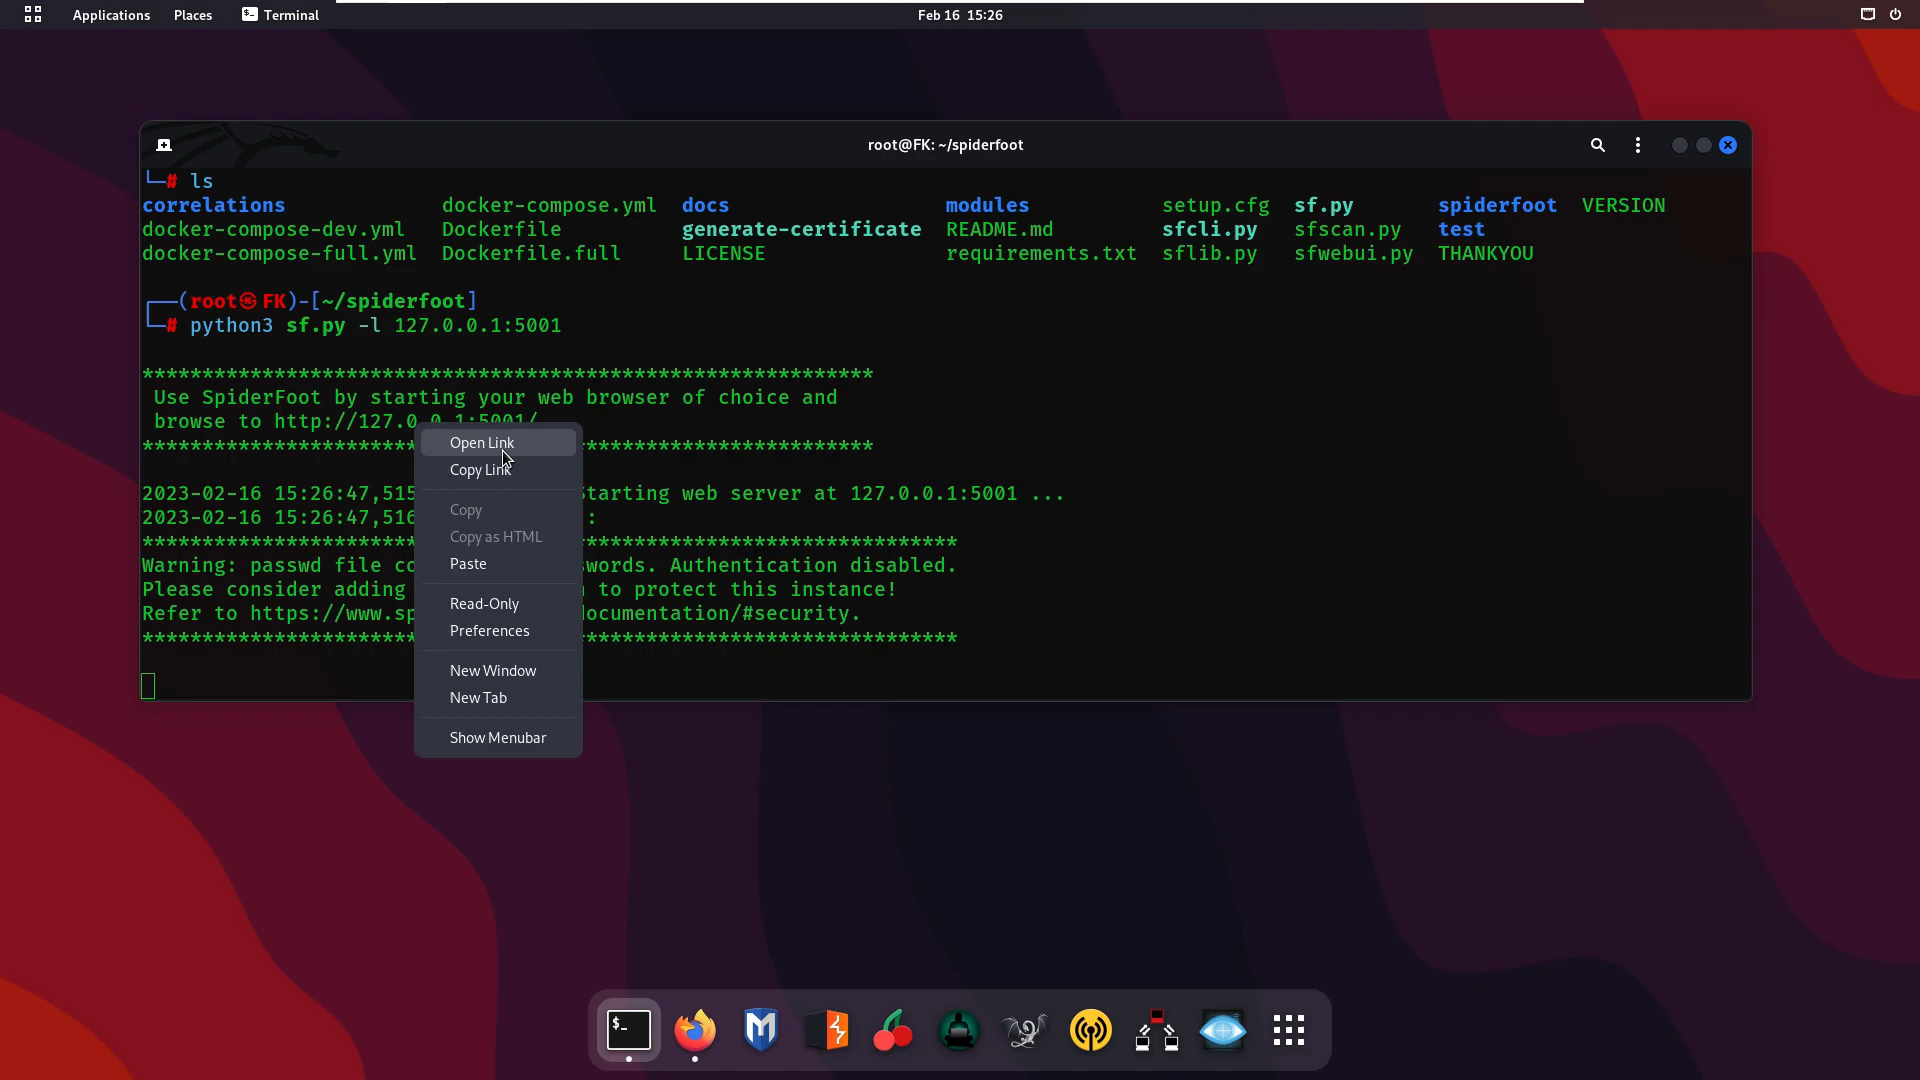 Applications Places Terminal Feb 16 15:26
root@FK: ~/spiderfoot
└─# ls
correlations docker-compose.yml docs modules setup.cfg sf.py spiderfoot VERSION
docker-compose-dev.yml Dockerfile generate-certificate README.md sfcli.py sfscan.py test
docker-compose-full.yml Dockerfile.full LICENSE requirements.txt sflib.py sfwebui.py THANKYOU
┌──(root㉿FK)-[~/spiderfoot]
└─# python3 sf.py -l 127.0.0.1:5001
*************************************************************
Use SpiderFoot by starting your web browser of choice and
browse to http://127.0.0.1:5001/
***********************
************************
2023-02-16 15:26:47,515 Starting web server at 127.0.0.1:5001 ...
2023-02-16 15:26:47,516 :
***********************
*******************************
Warning: passwd file co swords. Authentication disabled.
Please consider adding to protect this instance!
Refer to https://www.sp documentation/#security.
***********************
*******************************
Open Link
Copy Link
Copy
Copy as HTML
Paste
Read-Only
Preferences
New Window
New Tab
Show Menubar
$_